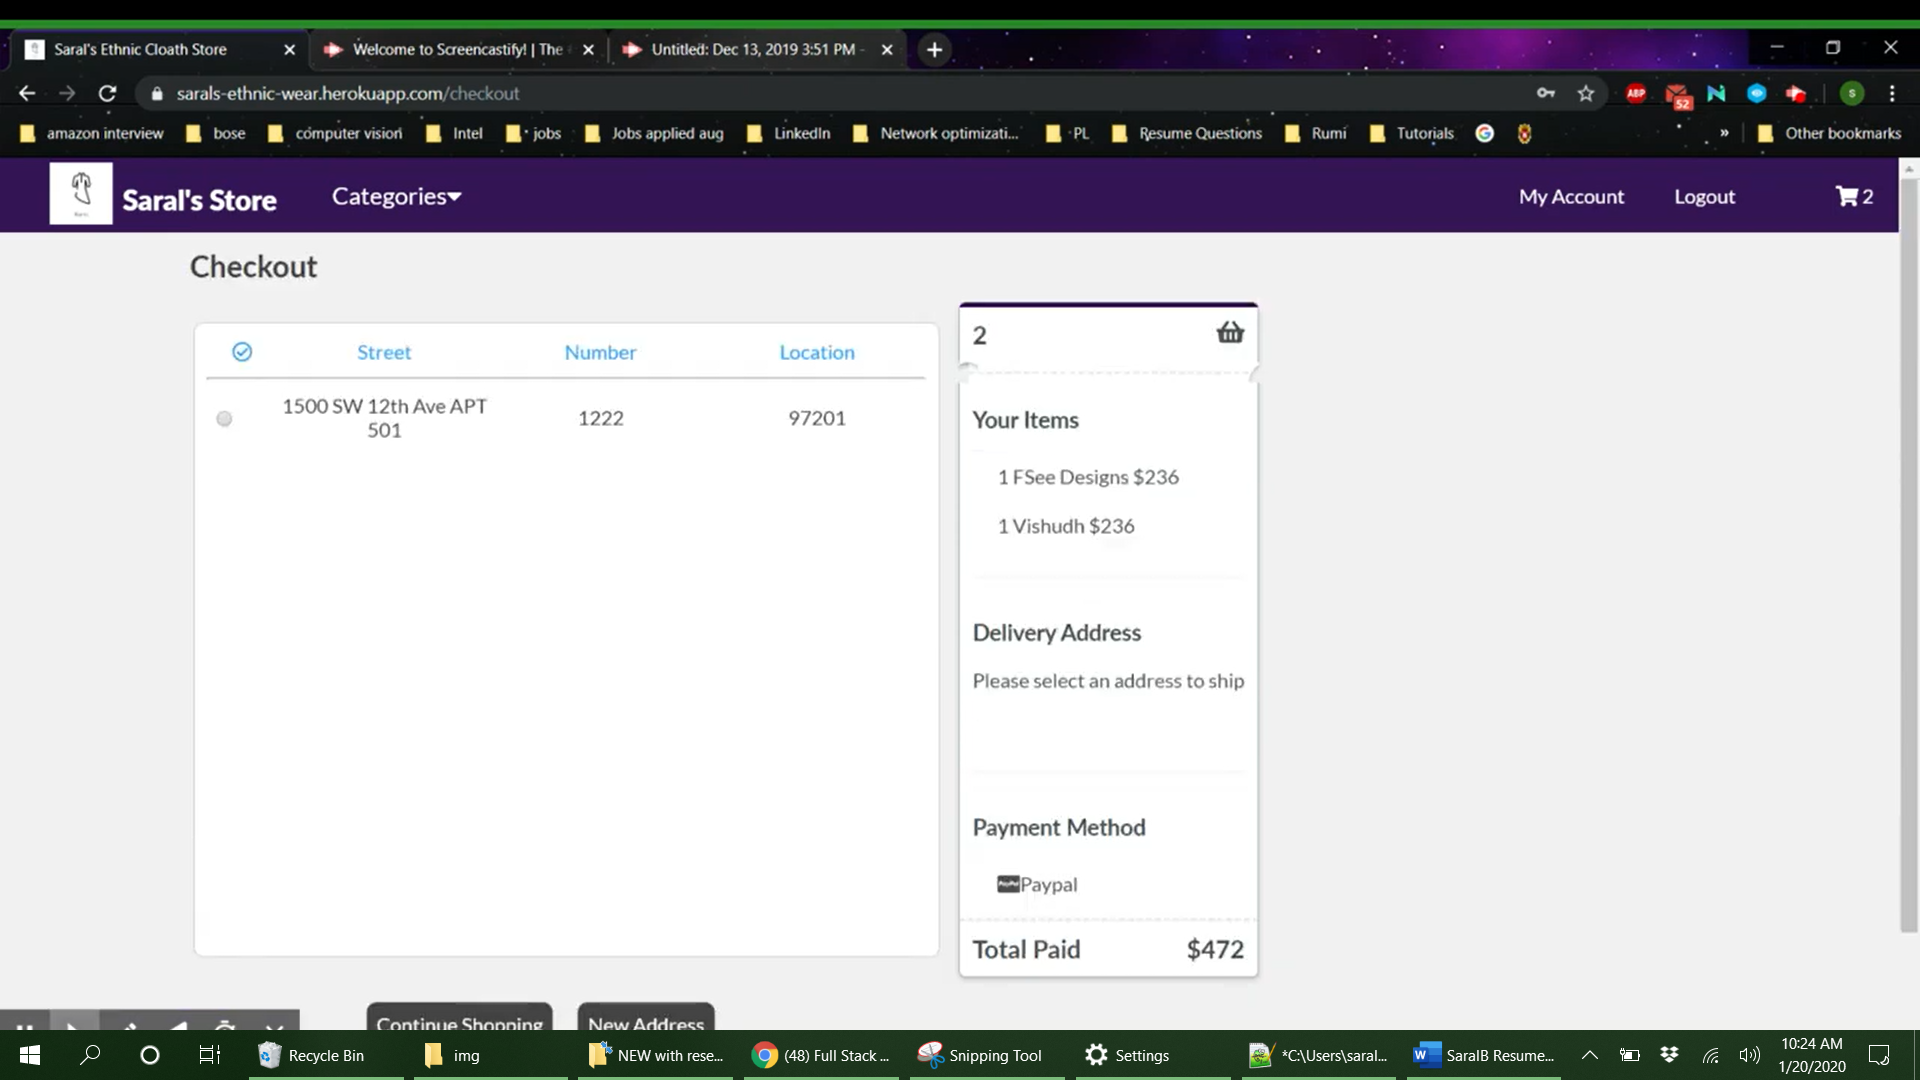 Saral's Ethnic Cloath Store
Welcome to Screencastify! | The
Untitled: Dec 13, 2019 3:51 PM -
sarals-ethnic-wear.herokuapp.com/checkout
ABP
52
S
amazon interview
bose
computer vision
Intel
jobs
Jobs applied aug
LinkedIn
Network optimizati...
PL
Resume Questions
Rumi
Tutorials
»
Other bookmarks
Saral's Store
Categories
My Account
Logout
2
Checkout
Street Number Location
1500 SW 12th Ave APT
501
1222
97201
2
Your Items
1 FSee Designs $236
1 Vishudh $236
Delivery Address
Please select an address to ship
Payment Method
PayPal Paypal
Total Paid $472
Continue Shopping
New Address
Recycle Bin
img
NEW with rese...
(48) Full Stack ...
Snipping Tool
Settings
*C:\Users\saral...
SaralB Resume...
10:24 AM
1/20/2020